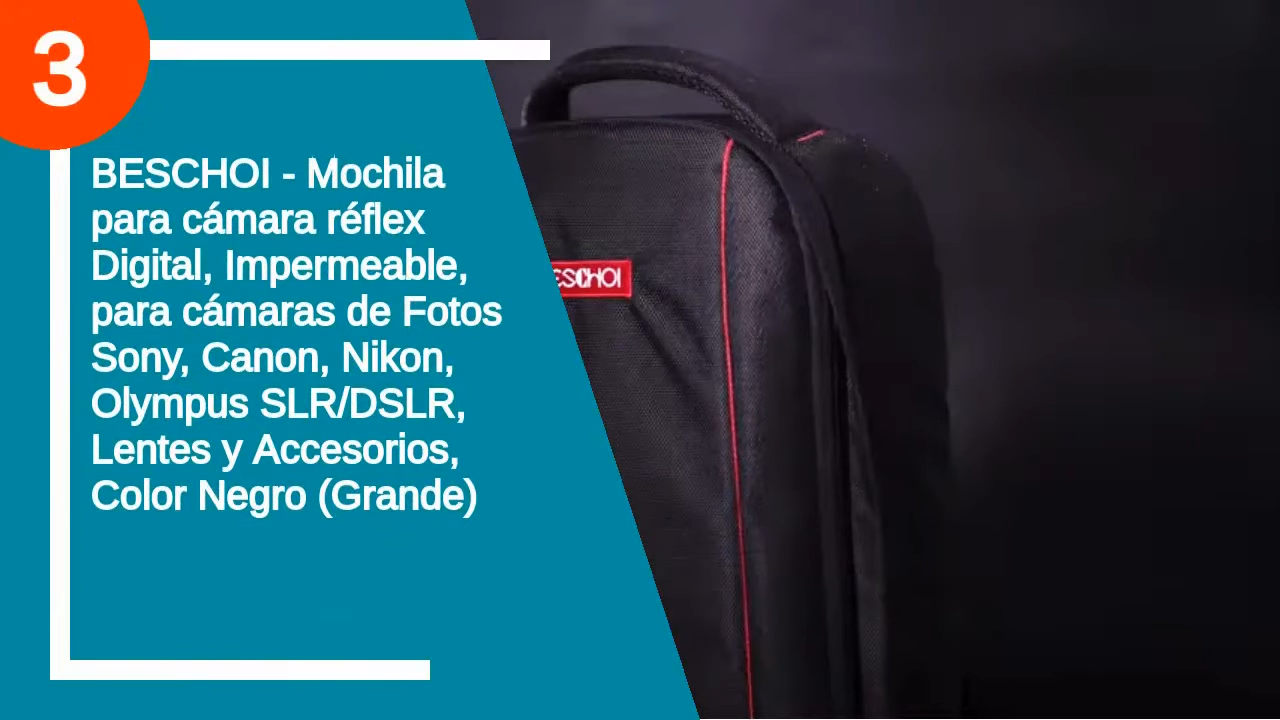 3
BESCHOI - Mochila
para cámara réflex
Digital, Impermeable,
para cámaras de Fotos
Sony, Canon, Nikon,
Olympus SLR/DSLR,
Lentes y Accesorios,
Color Negro (Grande)
ESCHOI